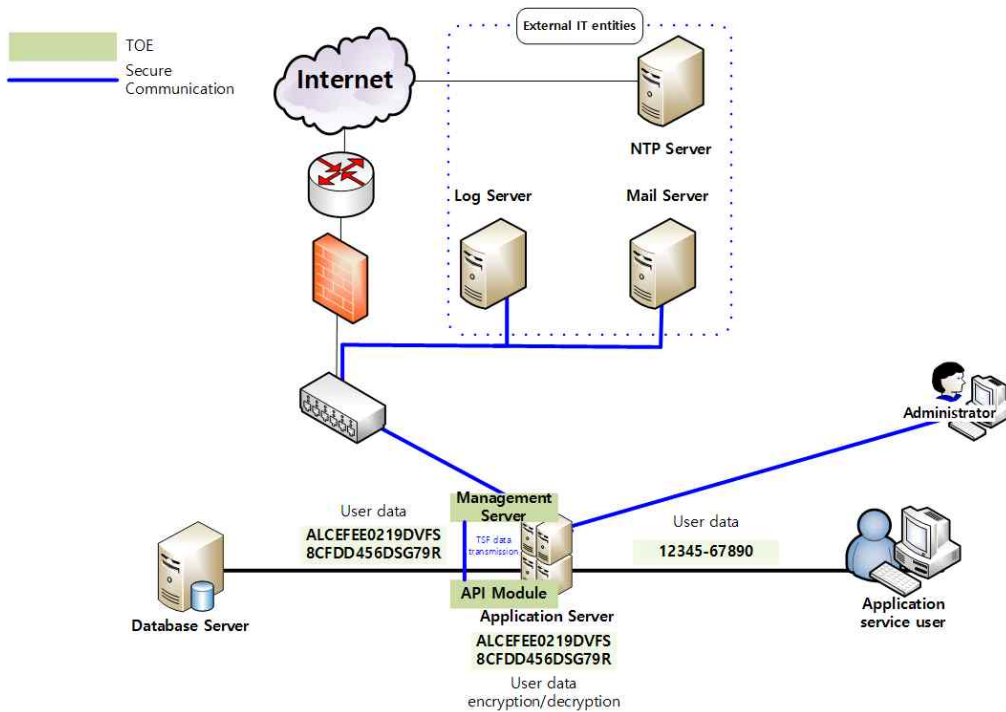 External IT entities
TOE
Secure
Communication
Internet
NTP Server
Log Server
Mail Server
Administrator
Management
Server
User data
ALCEFEE0219DVFS
8CFDD456DSG79R
TSF data
transmission
User data
12345-67890
API Module
Database Server
Application Server
Application
service user
ALCEFEE0219DVFS
8CFDD456DSG79R
User data
encryption/decryption